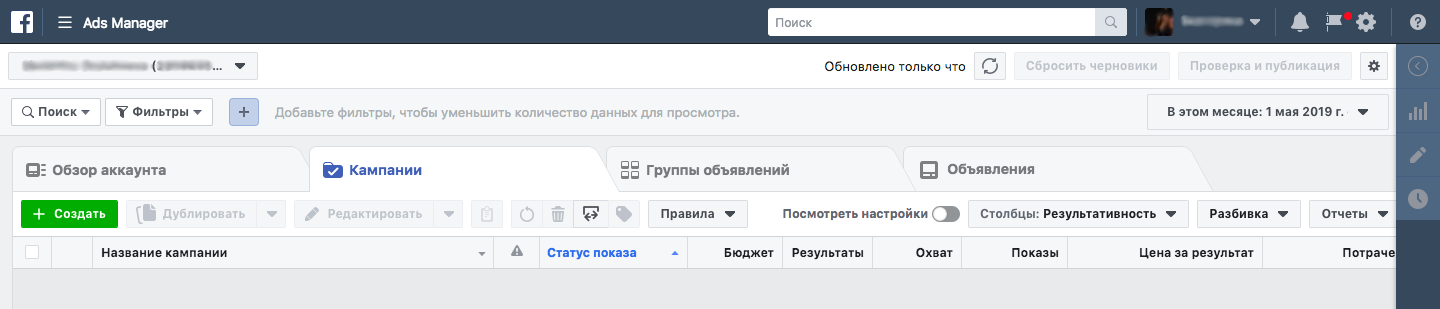 Ads Manager Поиск
Обновлено только что Сбросить черновики Проверка и публикация
Поиск Фильтры + Добавьте фильтры, чтобы уменьшить количество данных для просмотра. В этом месяце: 1 мая 2019 г. -
Обзор аккаунта Кампании Группы объявлений Объявления
+ Создать Дублировать Редактировать Правила Посмотреть настройки Столбцы: Результативность Разбивка Отчеты
Название кампании Статус показа Бюджет Результаты Охват Показы Цена за результат Потраче